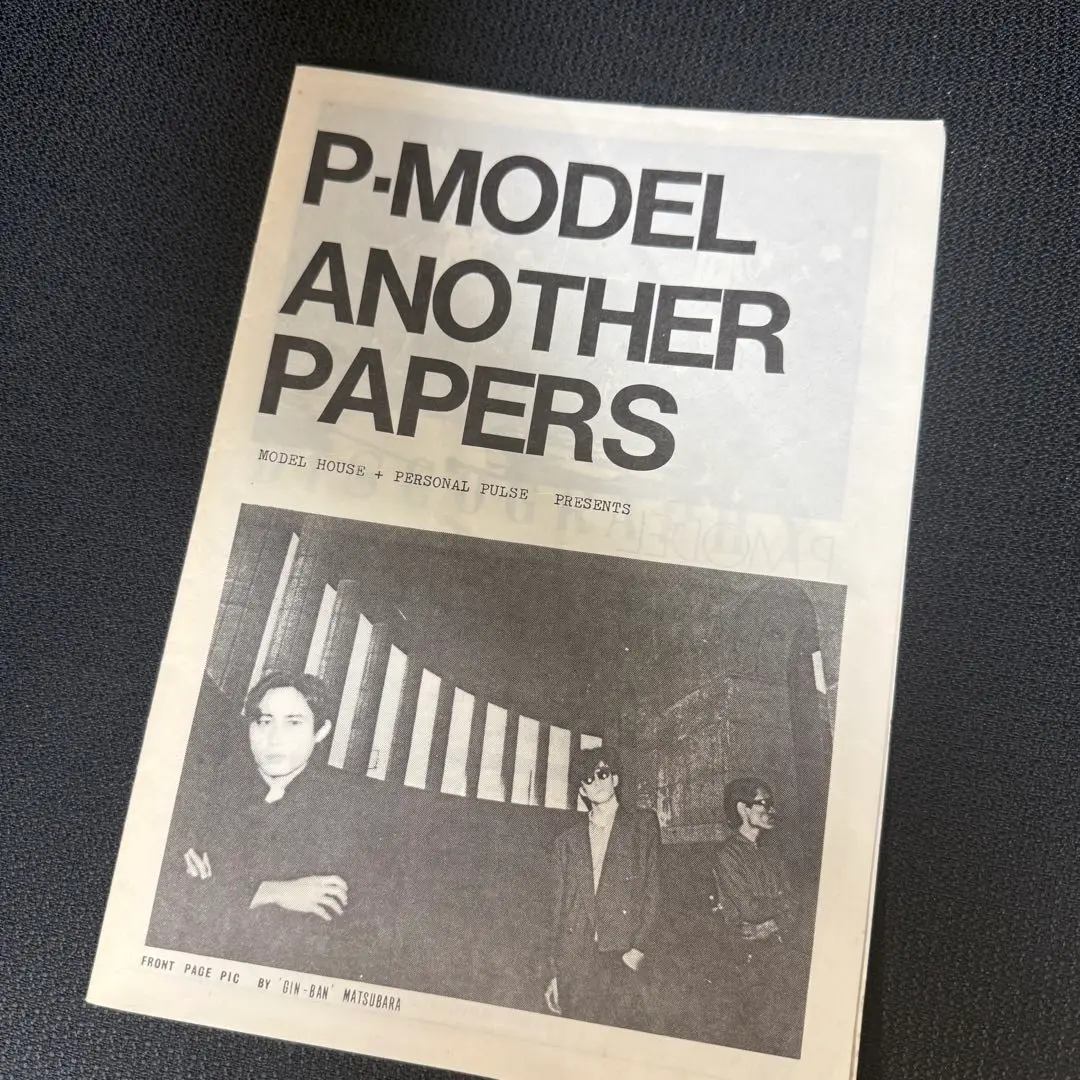 P·MODEL
ANOTHER
PAPERS
MODEL HOUSE + PERSONAL PULSE PRESENTS
FRONT PAGE PIC BY 'GIN-BAN' MATSUBARA